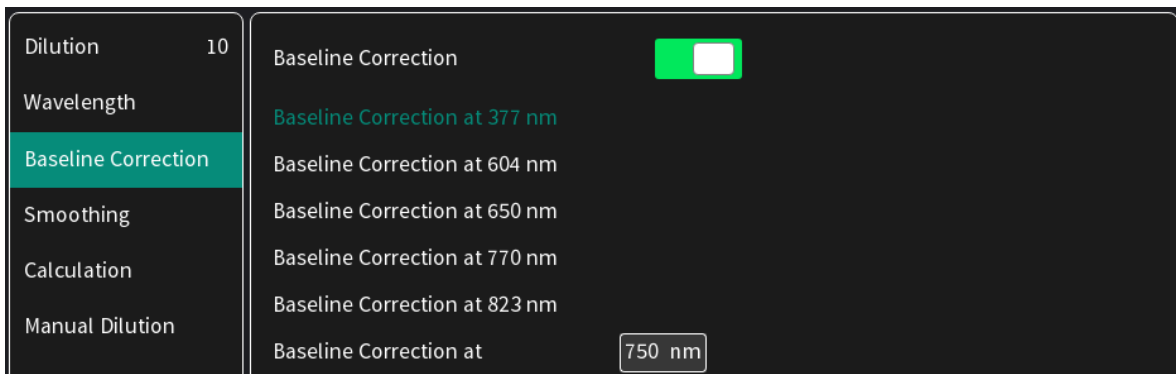 Dilution 10
Wavelength
Baseline Correction
Smoothing
Calculation
Manual Dilution
Baseline Correction
Baseline Correction at 377 nm
Baseline Correction at 604 nm
Baseline Correction at 650 nm
Baseline Correction at 770 nm
Baseline Correction at 823 nm
Baseline Correction at 750 nm